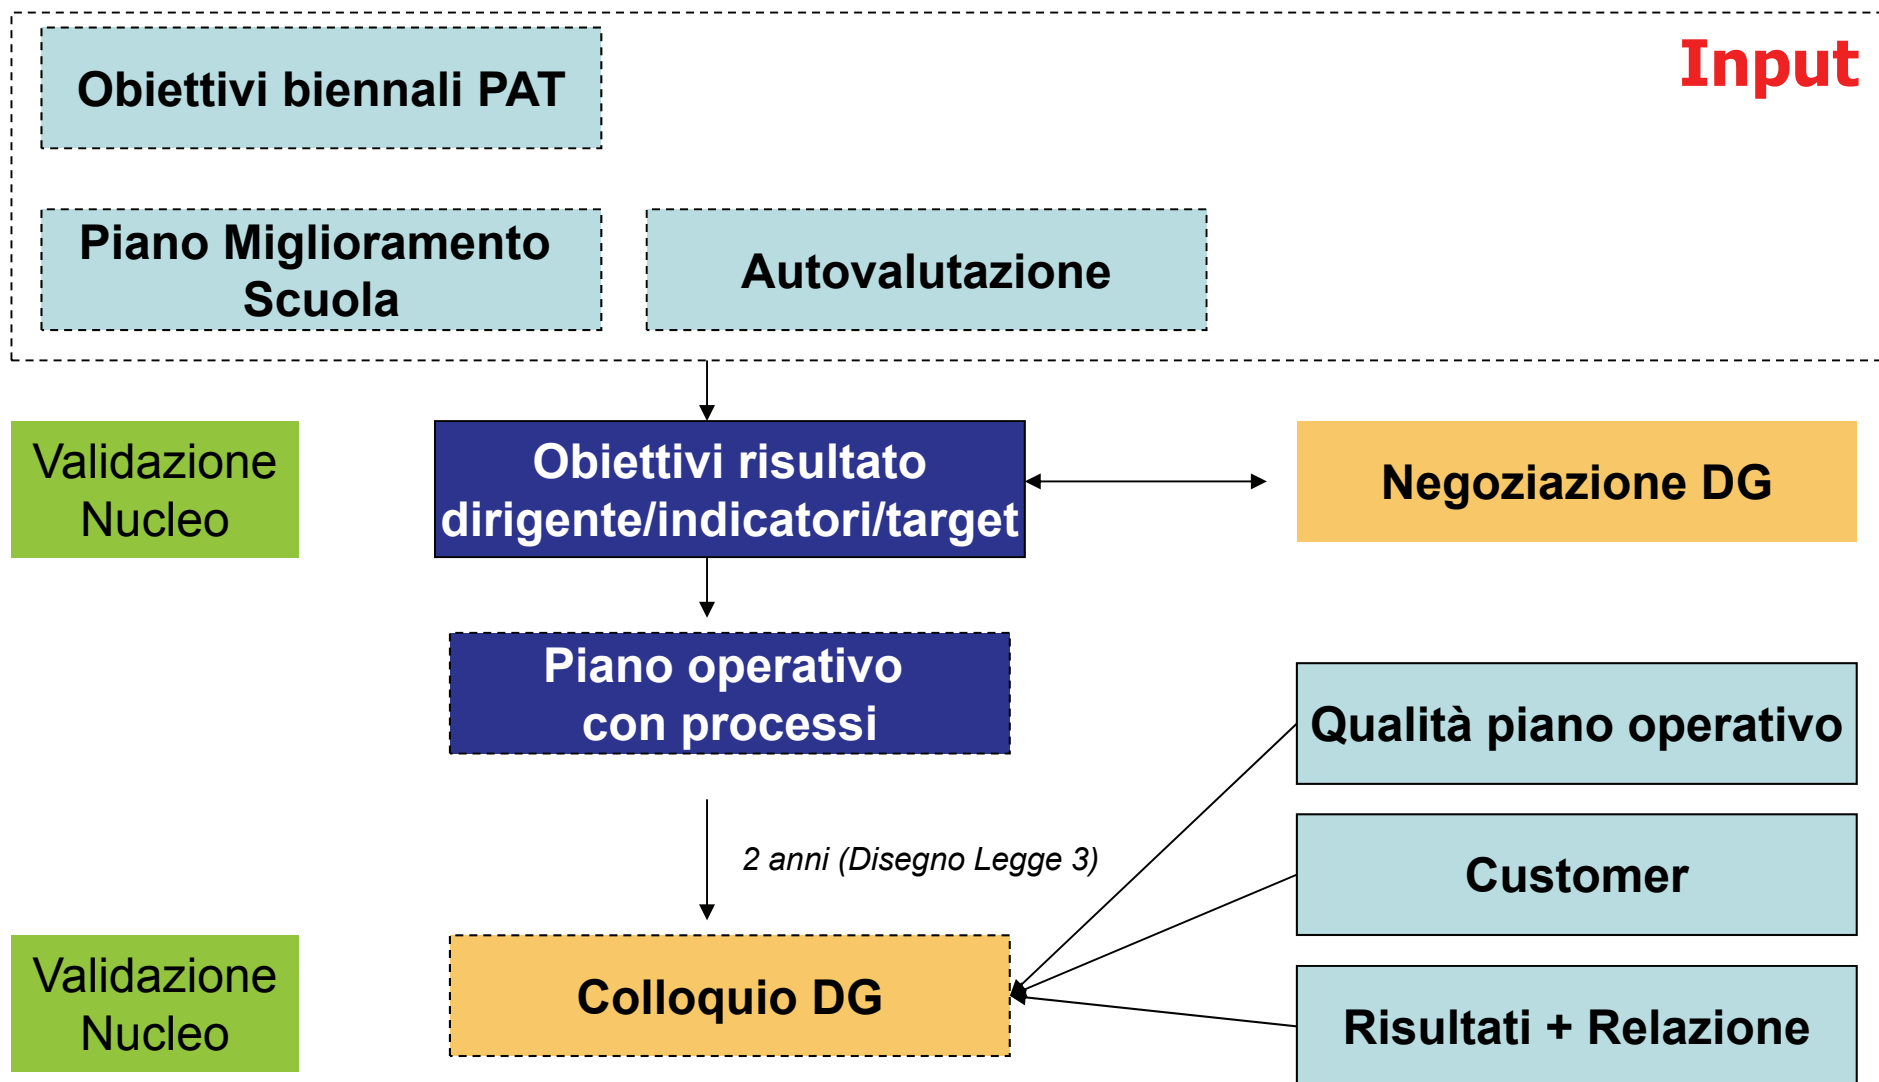 Input
Obiettivi biennali PAT
Piano Miglioramento
Scuola
Autovalutazione
Validazione
Nucleo
Obiettivi risultato
dirigente/indicatori/target
Negoziazione DG
Piano operativo
con processi
Qualità piano operativo
2 anni (Disegno Legge 3)
Customer
Validazione
Nucleo
Colloquio DG
Risultati + Relazione